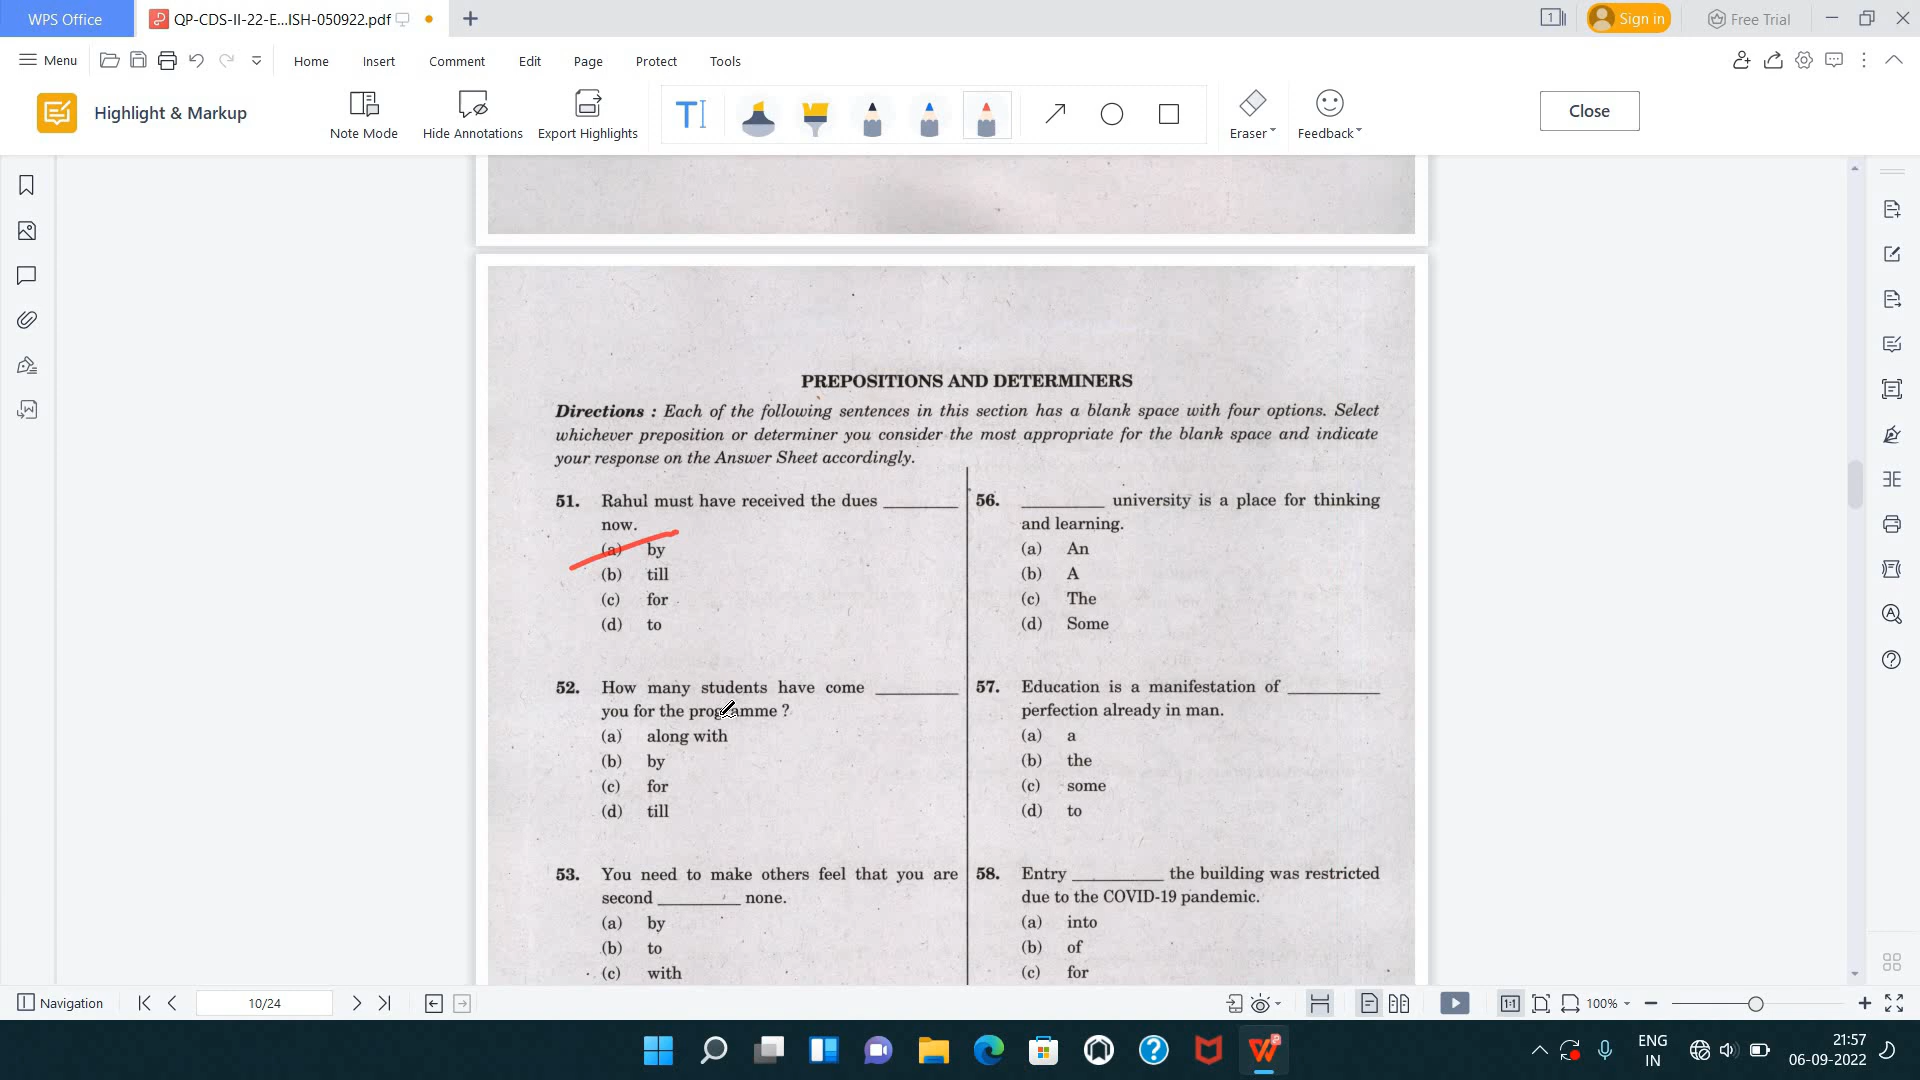 WPS Office
QP-CDS-II-22-E...ISH-050922.pdf
1
Sign in
Free Trial
Menu
Home
Insert
Comment
Edit
Page
Protect
Tools
Highlight & Markup
Note Mode
Hide Annotations
Export Highlights
Eraser
Feedback
Close
PREPOSITIONS AND DETERMINERS
Directions : Each of the following sentences in this section has a blank space with four options. Select
whichever preposition or determiner you consider the most appropriate for the blank space and indicate
your response on the Answer Sheet accordingly.
51. Rahul must have received the dues ________
now.
(a) by
(b) till
(c) for
(d) to
52. How many students have come ________
you for the programme ?
(a) along with
(b) by
(c) for
(d) till
53. You need to make others feel that you are
second ________ none.
(a) by
(b) to
(c) with
56. ________ university is a place for thinking
and learning.
(a) An
(b) A
(c) The
(d) Some
57. Education is a manifestation of ________
perfection already in man.
(a) a
(b) the
(c) some
(d) to
58. Entry ________ the building was restricted
due to the COVID-19 pandemic.
(a) into
(b) of
(c) for
Navigation
10/24
1:1
100%
ENG
IN
21:57
06-09-2022